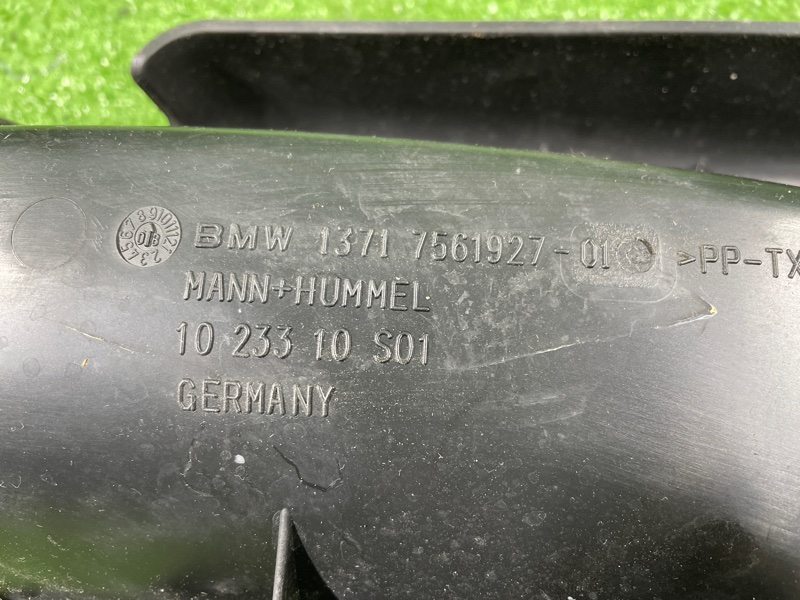 BMW 1371 7561927-01 >PP-TX
MANN+HUMMEL
10 233 10 S01
GERMANY